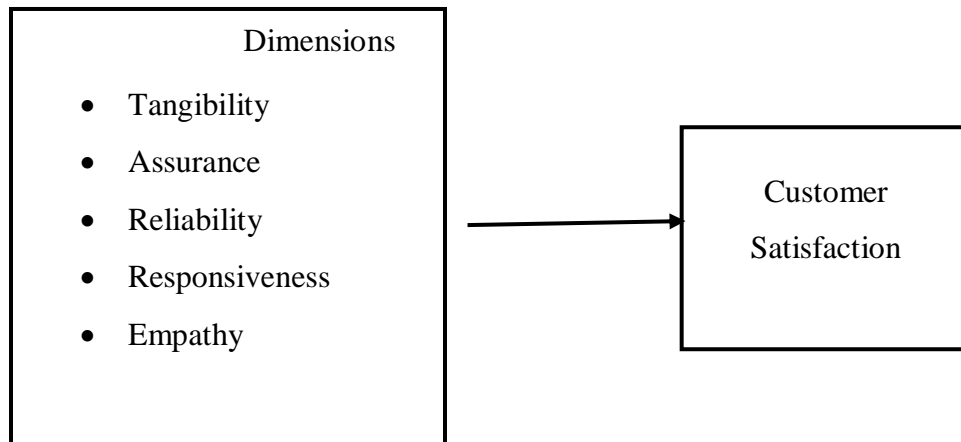 Dimensions
• Tangibility
• Assurance
• Reliability
• Responsiveness
• Empathy
Customer
Satisfaction